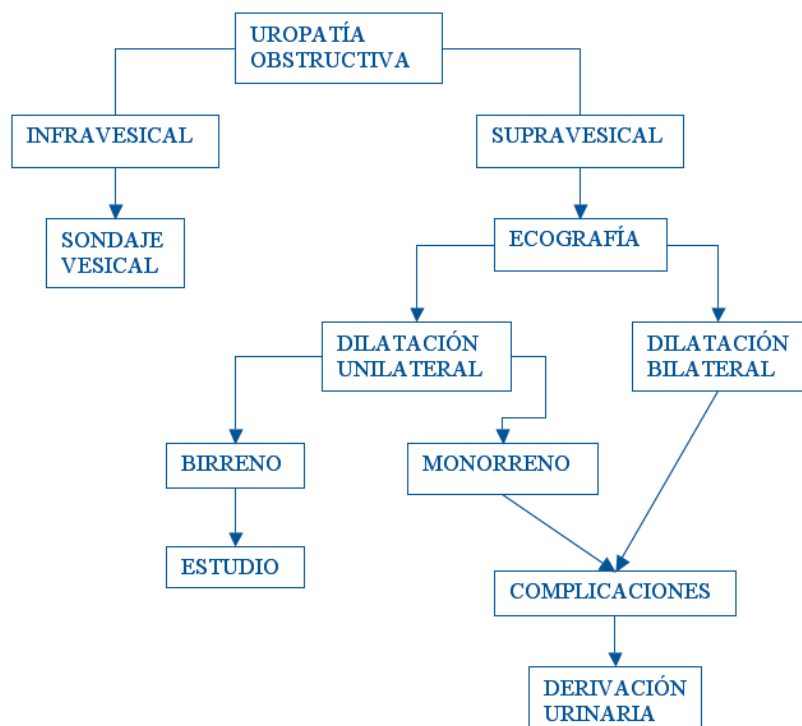 UROPATÍA
OBSTRUCTIVA
INFRAVESICAL
SUPRAVESICAL
SONDAJE
VESICAL
ECOGRAFÍA
DILATACIÓN
UNILATERAL
DILATACIÓN
BILATERAL
BIRRENO
MONORRENO
ESTUDIO
COMPLICACIONES
DERIVACIÓN
URINARIA